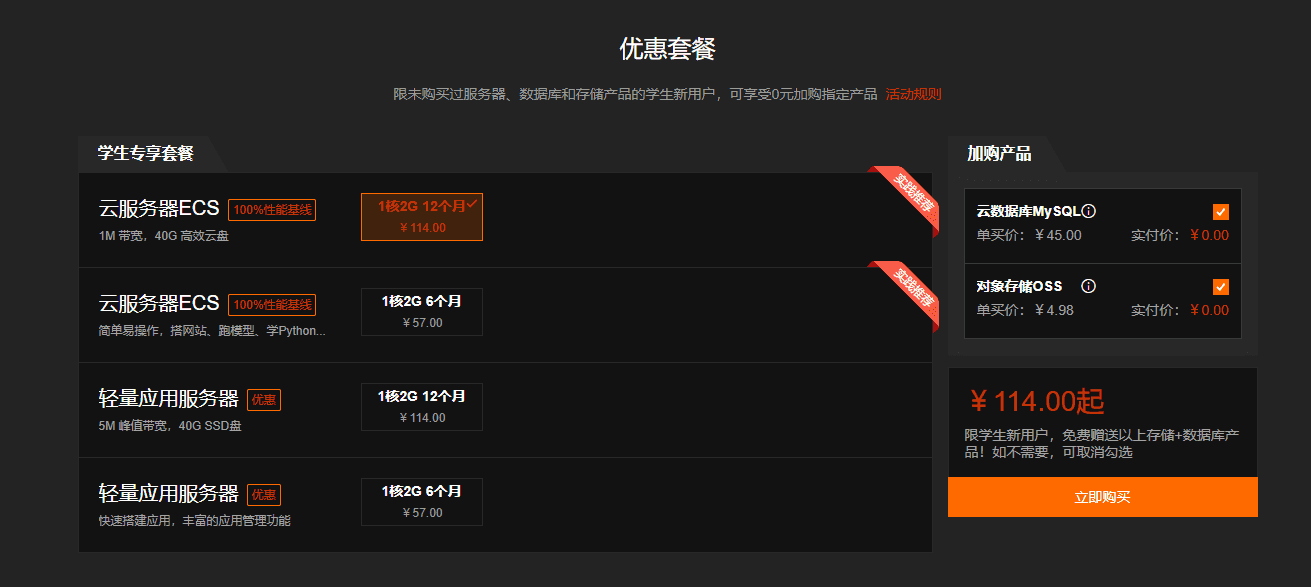 优惠套餐
限未购买过服务器、数据库和存储产品的学生新用户，可享受0元加购指定产品 活动规则
学生专享套餐
云服务器ECS 100%性能基线
1M 带宽，40G 高效云盘
1核2G 12个月
￥114.00
实践推荐
云服务器ECS 100%性能基线
简单易操作，搭网站、跑模型、学Python...
1核2G 6个月
￥57.00
实践推荐
轻量应用服务器 优惠
5M 峰值带宽，40G SSD盘
1核2G 12个月
￥114.00
轻量应用服务器 优惠
快速搭建应用，丰富的应用管理功能
1核2G 6个月
￥57.00
加购产品
云数据库MySQL
单买价：￥45.00 实付价：￥0.00
对象存储OSS
单买价：￥4.98 实付价：￥0.00
￥114.00起
限学生新用户，免费赠送以上存储+数据库产
品！如不需要，可取消勾选
立即购买